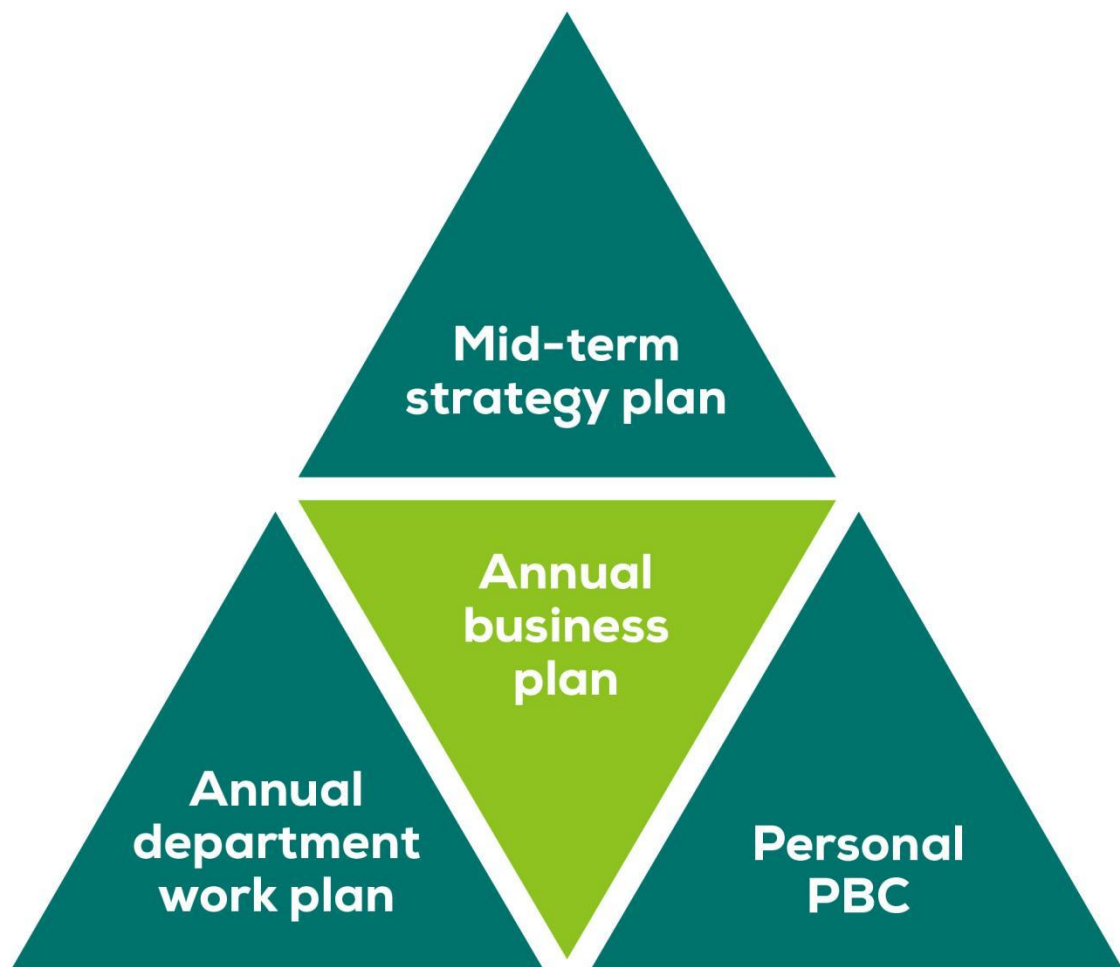 Mid-term
strategy plan
Annual
business
plan
Annual
department
work plan
Personal
PBC